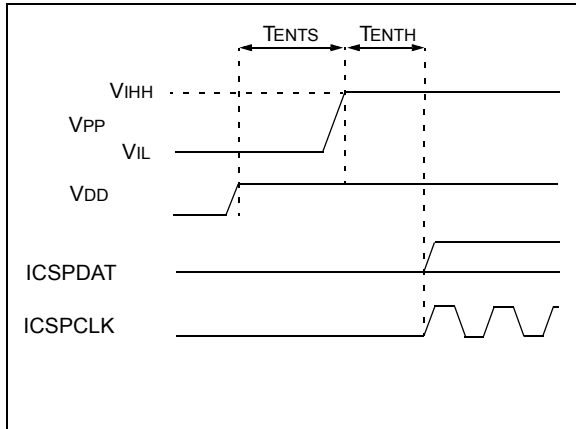 TENTS TENTH
VIHH
VPP
VIL
VDD
ICSPDAT
ICSPCLK